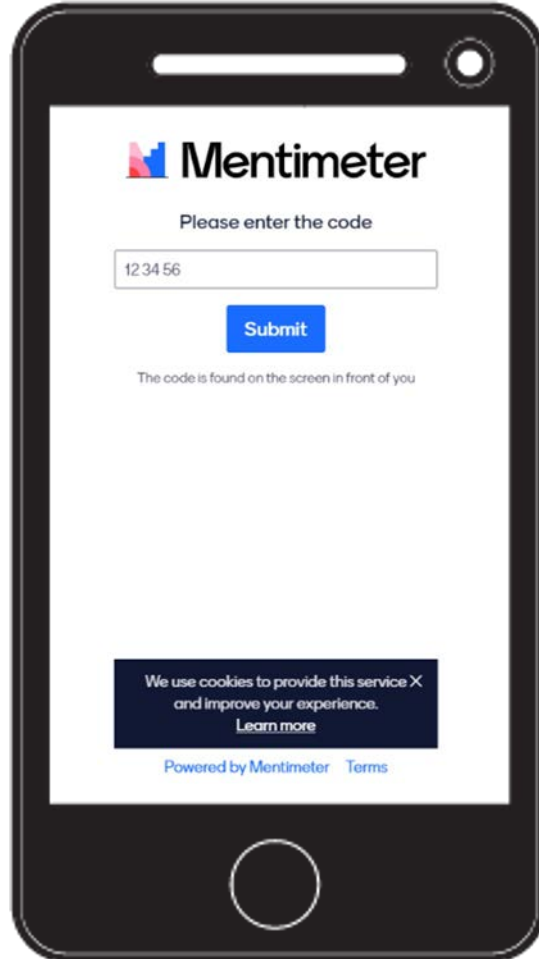 Mentimeter
Please enter the code
12 34 56
Submit
The code is found on the screen in front of you
We use cookies to provide this service ×
and improve your experience.
Learn more
Powered by Mentimeter Terms